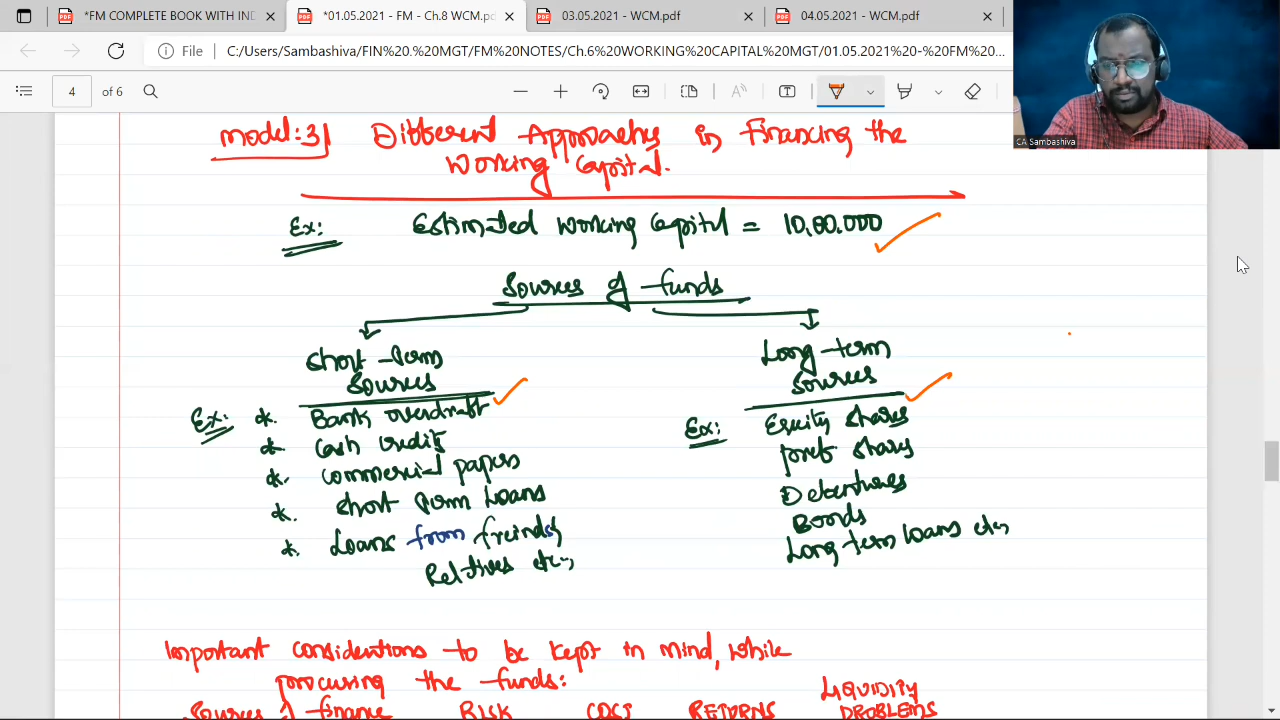 *FM COMPLETE BOOK WITH IND
*01.05.2021 - FM - Ch.8 WCM.pdf
03.05.2021 - WCM.pdf
04.05.2021 - WCM.pdf
File C:/Users/Sambashiva/FIN%20.%20MGT/FM%20NOTES/Ch.6%20WORKING%20CAPITAL%20MGT/01.05.2021%20-%20FM%20...
4 of 6
CA Sambashiva
Model:3| Different Approaches in Financing the
Working Capital.
Ex: Estimated Working Capital = 10,00,000
Sources of funds
Short-Term
Sources
Long-term
Sources
Ex: *. Bank overdraft
*. Cash credit
*. Commercial papers
*. Short Term Loans
*. Loans from freinds
Relatives etc.,
Ex: Equity shares
pref. shares
Debentures
Bonds
Long term loans etc.,
Important considerations to be kept in mind, while
procuring the funds:
Sources of finance RISK COST RETURNS LIQUIDITY
PROBLEMS